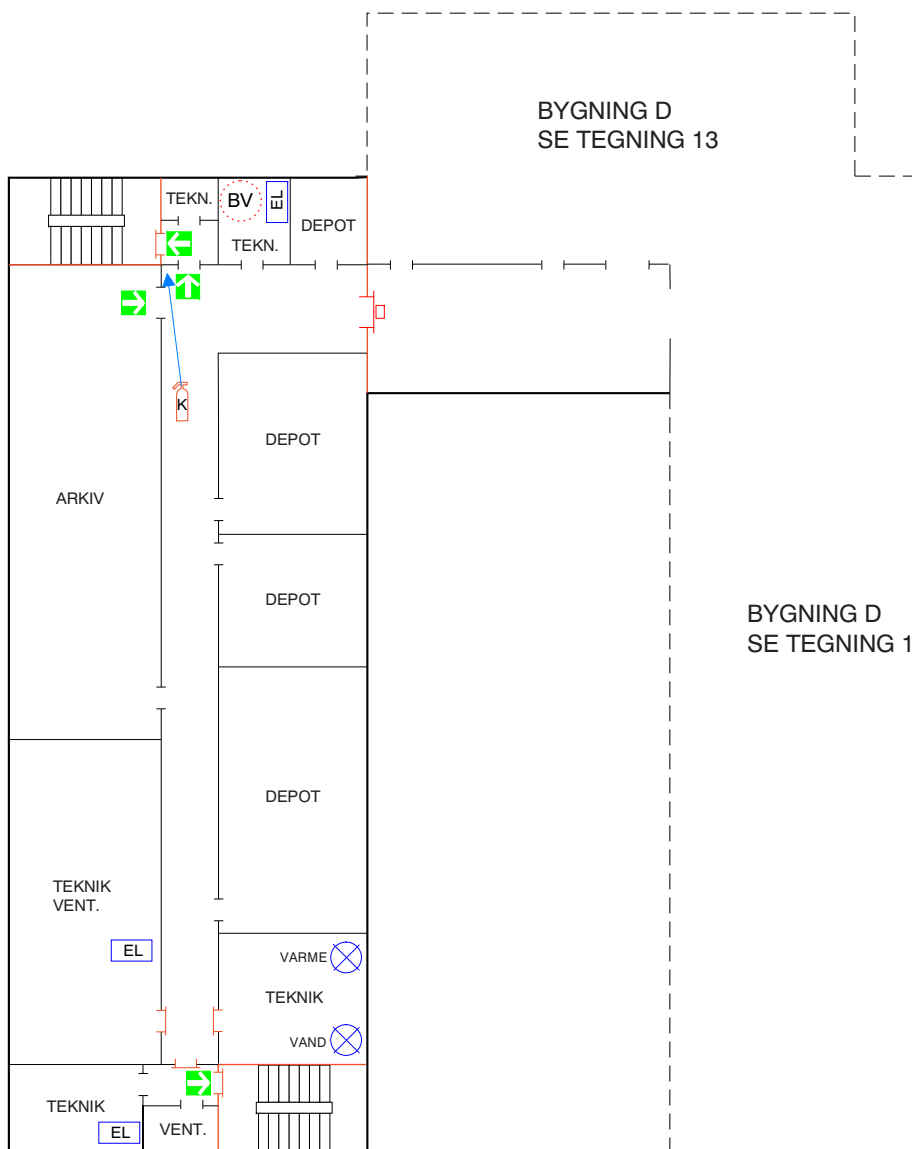 BYGNING D
SE TEGNING 13
TEKN.
BV
EL
DEPOT
TEKN.
K
DEPOT
ARKIV
DEPOT
BYGNING D
SE TEGNING 1
DEPOT
TEKNIK
VENT.
EL
VARME
TEKNIK
VAND
TEKNIK
EL
VENT.